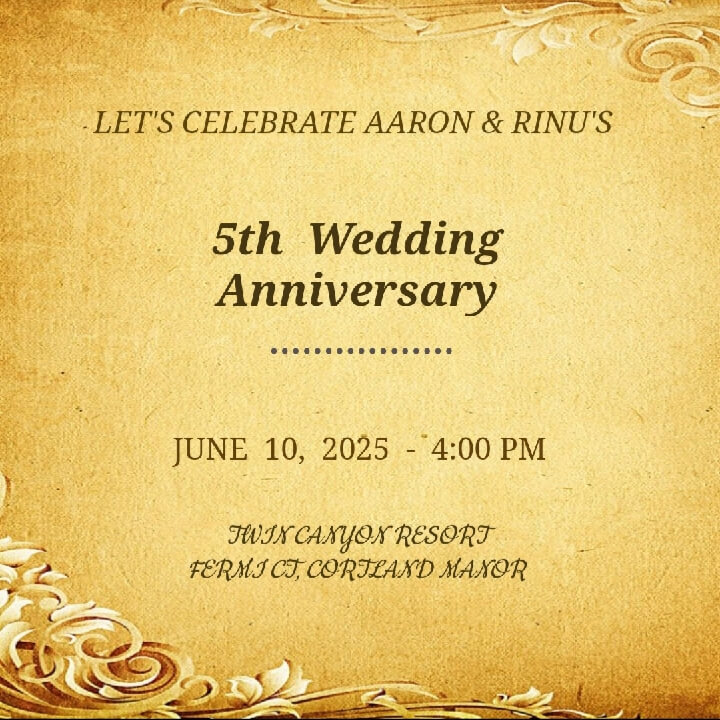 LET'S CELEBRATE AARON & RINU'S
5th Wedding
Anniversary
.................
JUNE 10, 2025 - 4:00 PM
TWIN CANYON RESORT
FERMI CT, CORTLAND MANOR